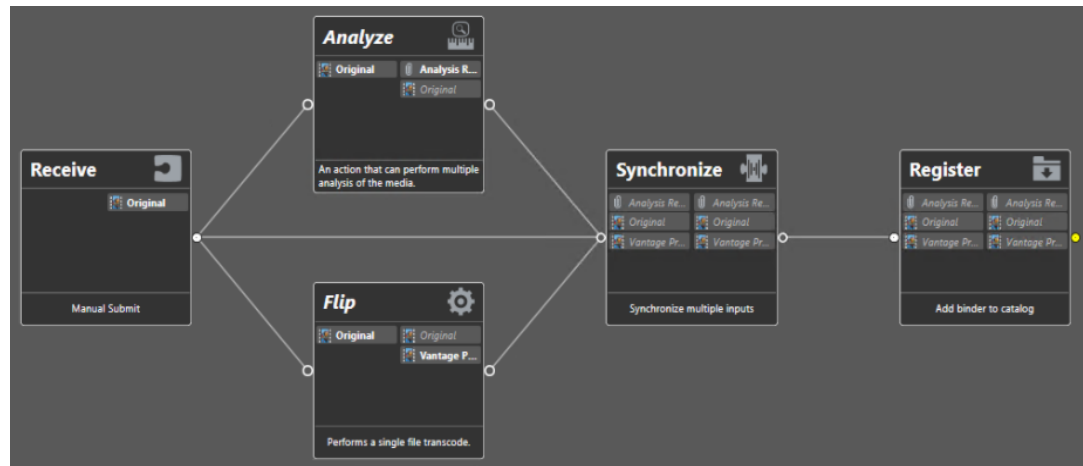 Analyze
Original
Analysis R...
Original
An action that can perform multiple
analysis of the media.
Receive
Original
Manual Submit
Synchronize
Analysis Re...
Analysis Re...
Original
Original
Vantage Pr...
Vantage Pr...
Synchronize multiple inputs
Register
Analysis Re...
Analysis Re...
Original
Original
Vantage Pr...
Vantage Pr...
Add binder to catalog
Flip
Original
Original
Vantage P...
Performs a single file transcode.